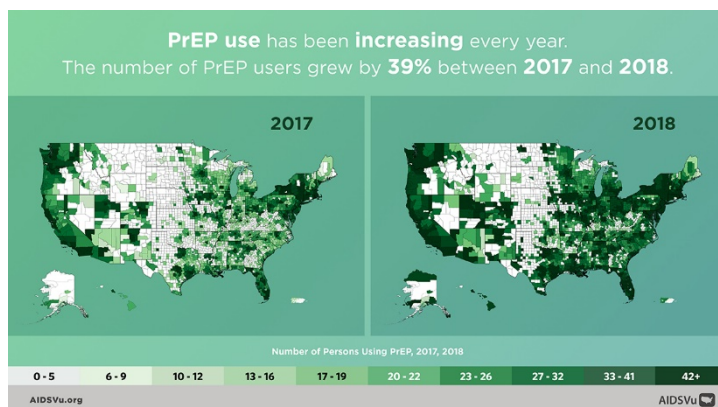 PrEP use has been increasing every year.
The number of PrEP users grew by 39% between 2017 and 2018.
2017
2018
Number of Persons Using PrEP, 2017, 2018
0 - 5
6 - 9
10 - 12
13 - 16
17 - 19
20 - 22
23 - 26
27 - 32
33 - 41
42+
AIDSVu.org
AIDSVu